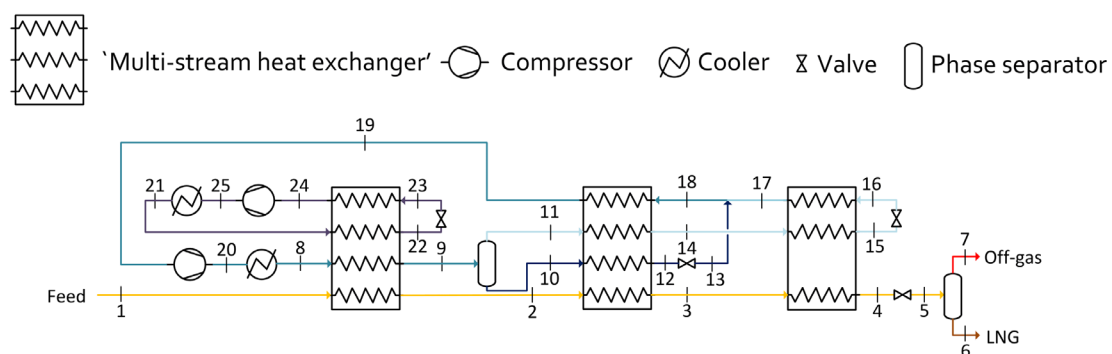 ‘Multi-stream heat exchanger’ Compressor Cooler Valve Phase separator
19
21 25 24 23 18 17 16
11
20 8 22 9 14 15 7
Off-gas
10 12 13
Feed
1 2 3 4 5
6 LNG